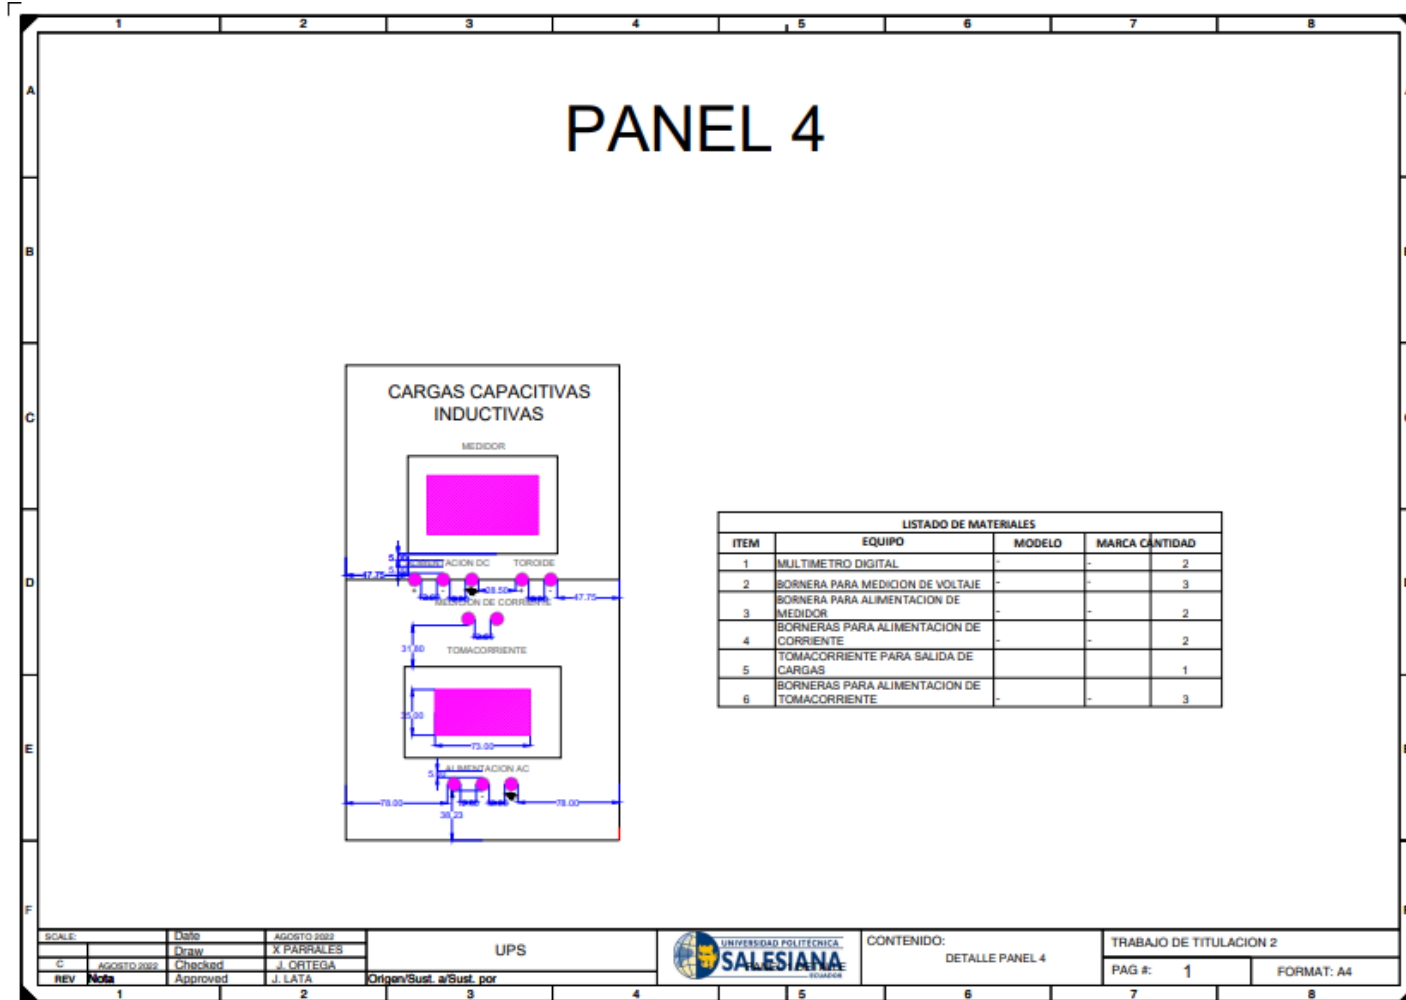 1 2 3 4 5 6 7 8
A
B
C
D
E
F
PANEL 4
CARGAS CAPACITIVAS
INDUCTIVAS
MEDIDOR
47.75
ACION DC TOROIDE
+ - + -
28.50
47.75
MEDICION DE CORRIENTE
31.60
TOMACORRIENTE
35.00
73.00
ALIMENTACION AC
78.00
78.00
38.23
LISTADO DE MATERIALES
ITEM EQUIPO MODELO MARCA CANTIDAD
1 MULTIMETRO DIGITAL - - 2
2 BORNERA PARA MEDICION DE VOLTAJE - - 3
3 BORNERA PARA ALIMENTACION DE MEDIDOR - - 2
4 BORNERAS PARA ALIMENTACION DE CORRIENTE - - 2
5 TOMACORRIENTE PARA SALIDA DE CARGAS 1
6 BORNERAS PARA ALIMENTACION DE TOMACORRIENTE - - 3
SCALE: Date AGOSTO 2022
Draw X PARRALES
C AGOSTO 2022 Checked J. ORTEGA
REV Nota Approved J. LATA
UPS
Origen/Sust. a/Sust. por
UNIVERSIDAD POLITÉCNICA
SALESIANA
ECUADOR
CONTENIDO:
DETALLE PANEL 4
TRABAJO DE TITULACION 2
PAG #: 1 FORMAT: A4
1 2 3 4 5 6 7 8